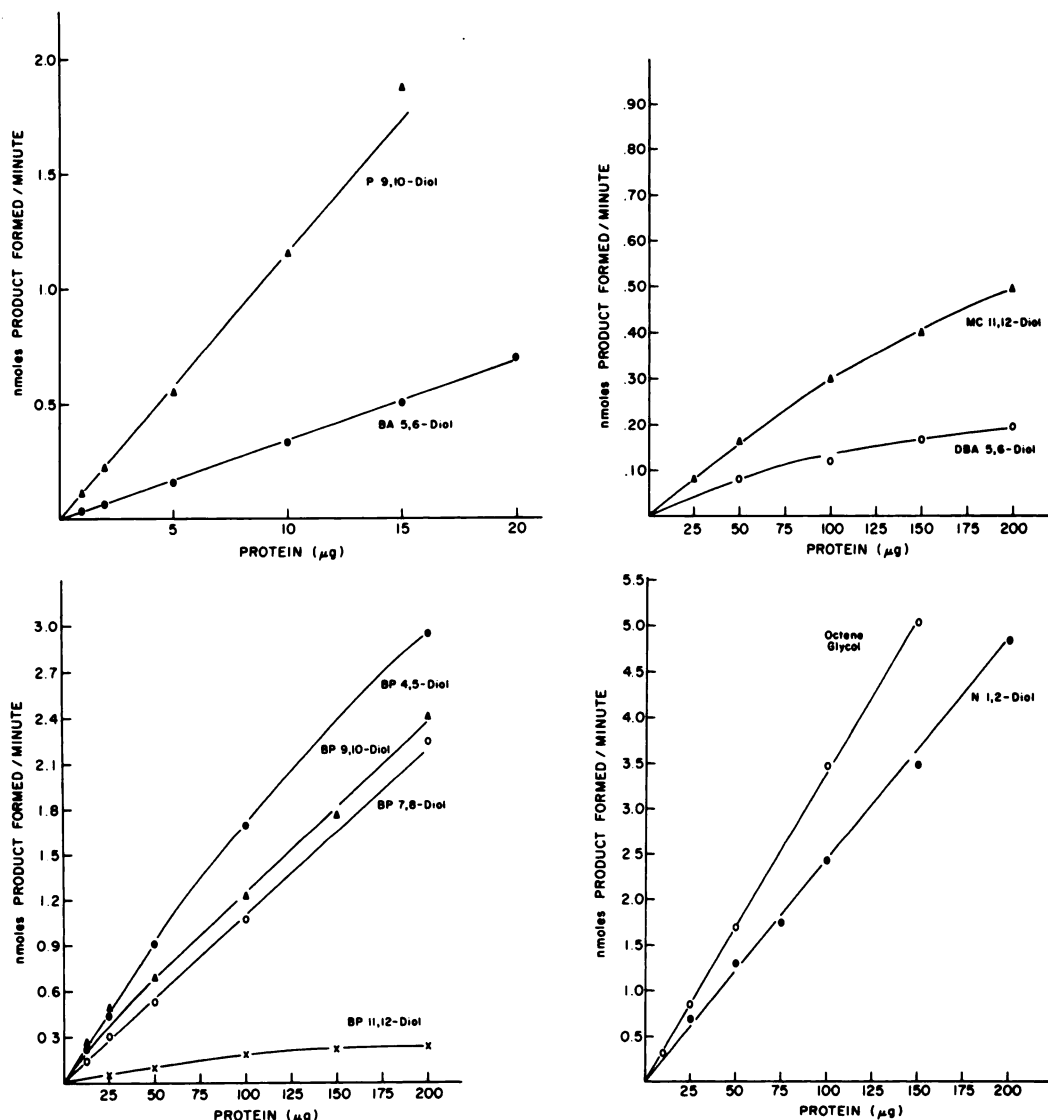 2.0
1.5
1.0
0.5
nmoles PRODUCT FORMED/MINUTE
P 9,10-Diol
BA 5,6-Diol
5 10 15 20
PROTEIN (μg)
.90
.80
.70
.60
.50
.40
.30
.20
.10
nmoles PRODUCT FORMED/MINUTE
MC 11,12-Diol
DBA 5,6-Diol
25 50 75 100 125 150 175 200
PROTEIN (μg)
3.0
2.7
2.4
2.1
1.8
1.5
1.2
0.9
0.6
0.3
nmoles PRODUCT FORMED/MINUTE
BP 4,5-Diol
BP 9,10-Diol
BP 7,8-Diol
BP 11,12-Diol
25 50 75 100 125 150 175 200
PROTEIN (μg)
5.5
5.0
4.5
4.0
3.5
3.0
2.5
2.0
1.5
1.0
0.5
nmoles PRODUCT FORMED/MINUTE
Octene
Glycol
N 1,2-Diol
25 50 75 100 125 150 175 200
PROTEIN (μg)